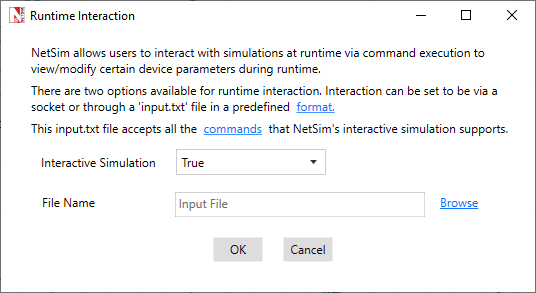 Runtime Interaction
NetSim allows users to interact with simulations at runtime via command execution to
view/modify certain device parameters during runtime.
There are two options available for runtime interaction. Interaction can be set to be via a
socket or through a 'input.txt' file in a predefined format.
This input.txt file accepts all the commands that NetSim's interactive simulation supports.
Interactive Simulation True
File Name Input File Browse
OK Cancel